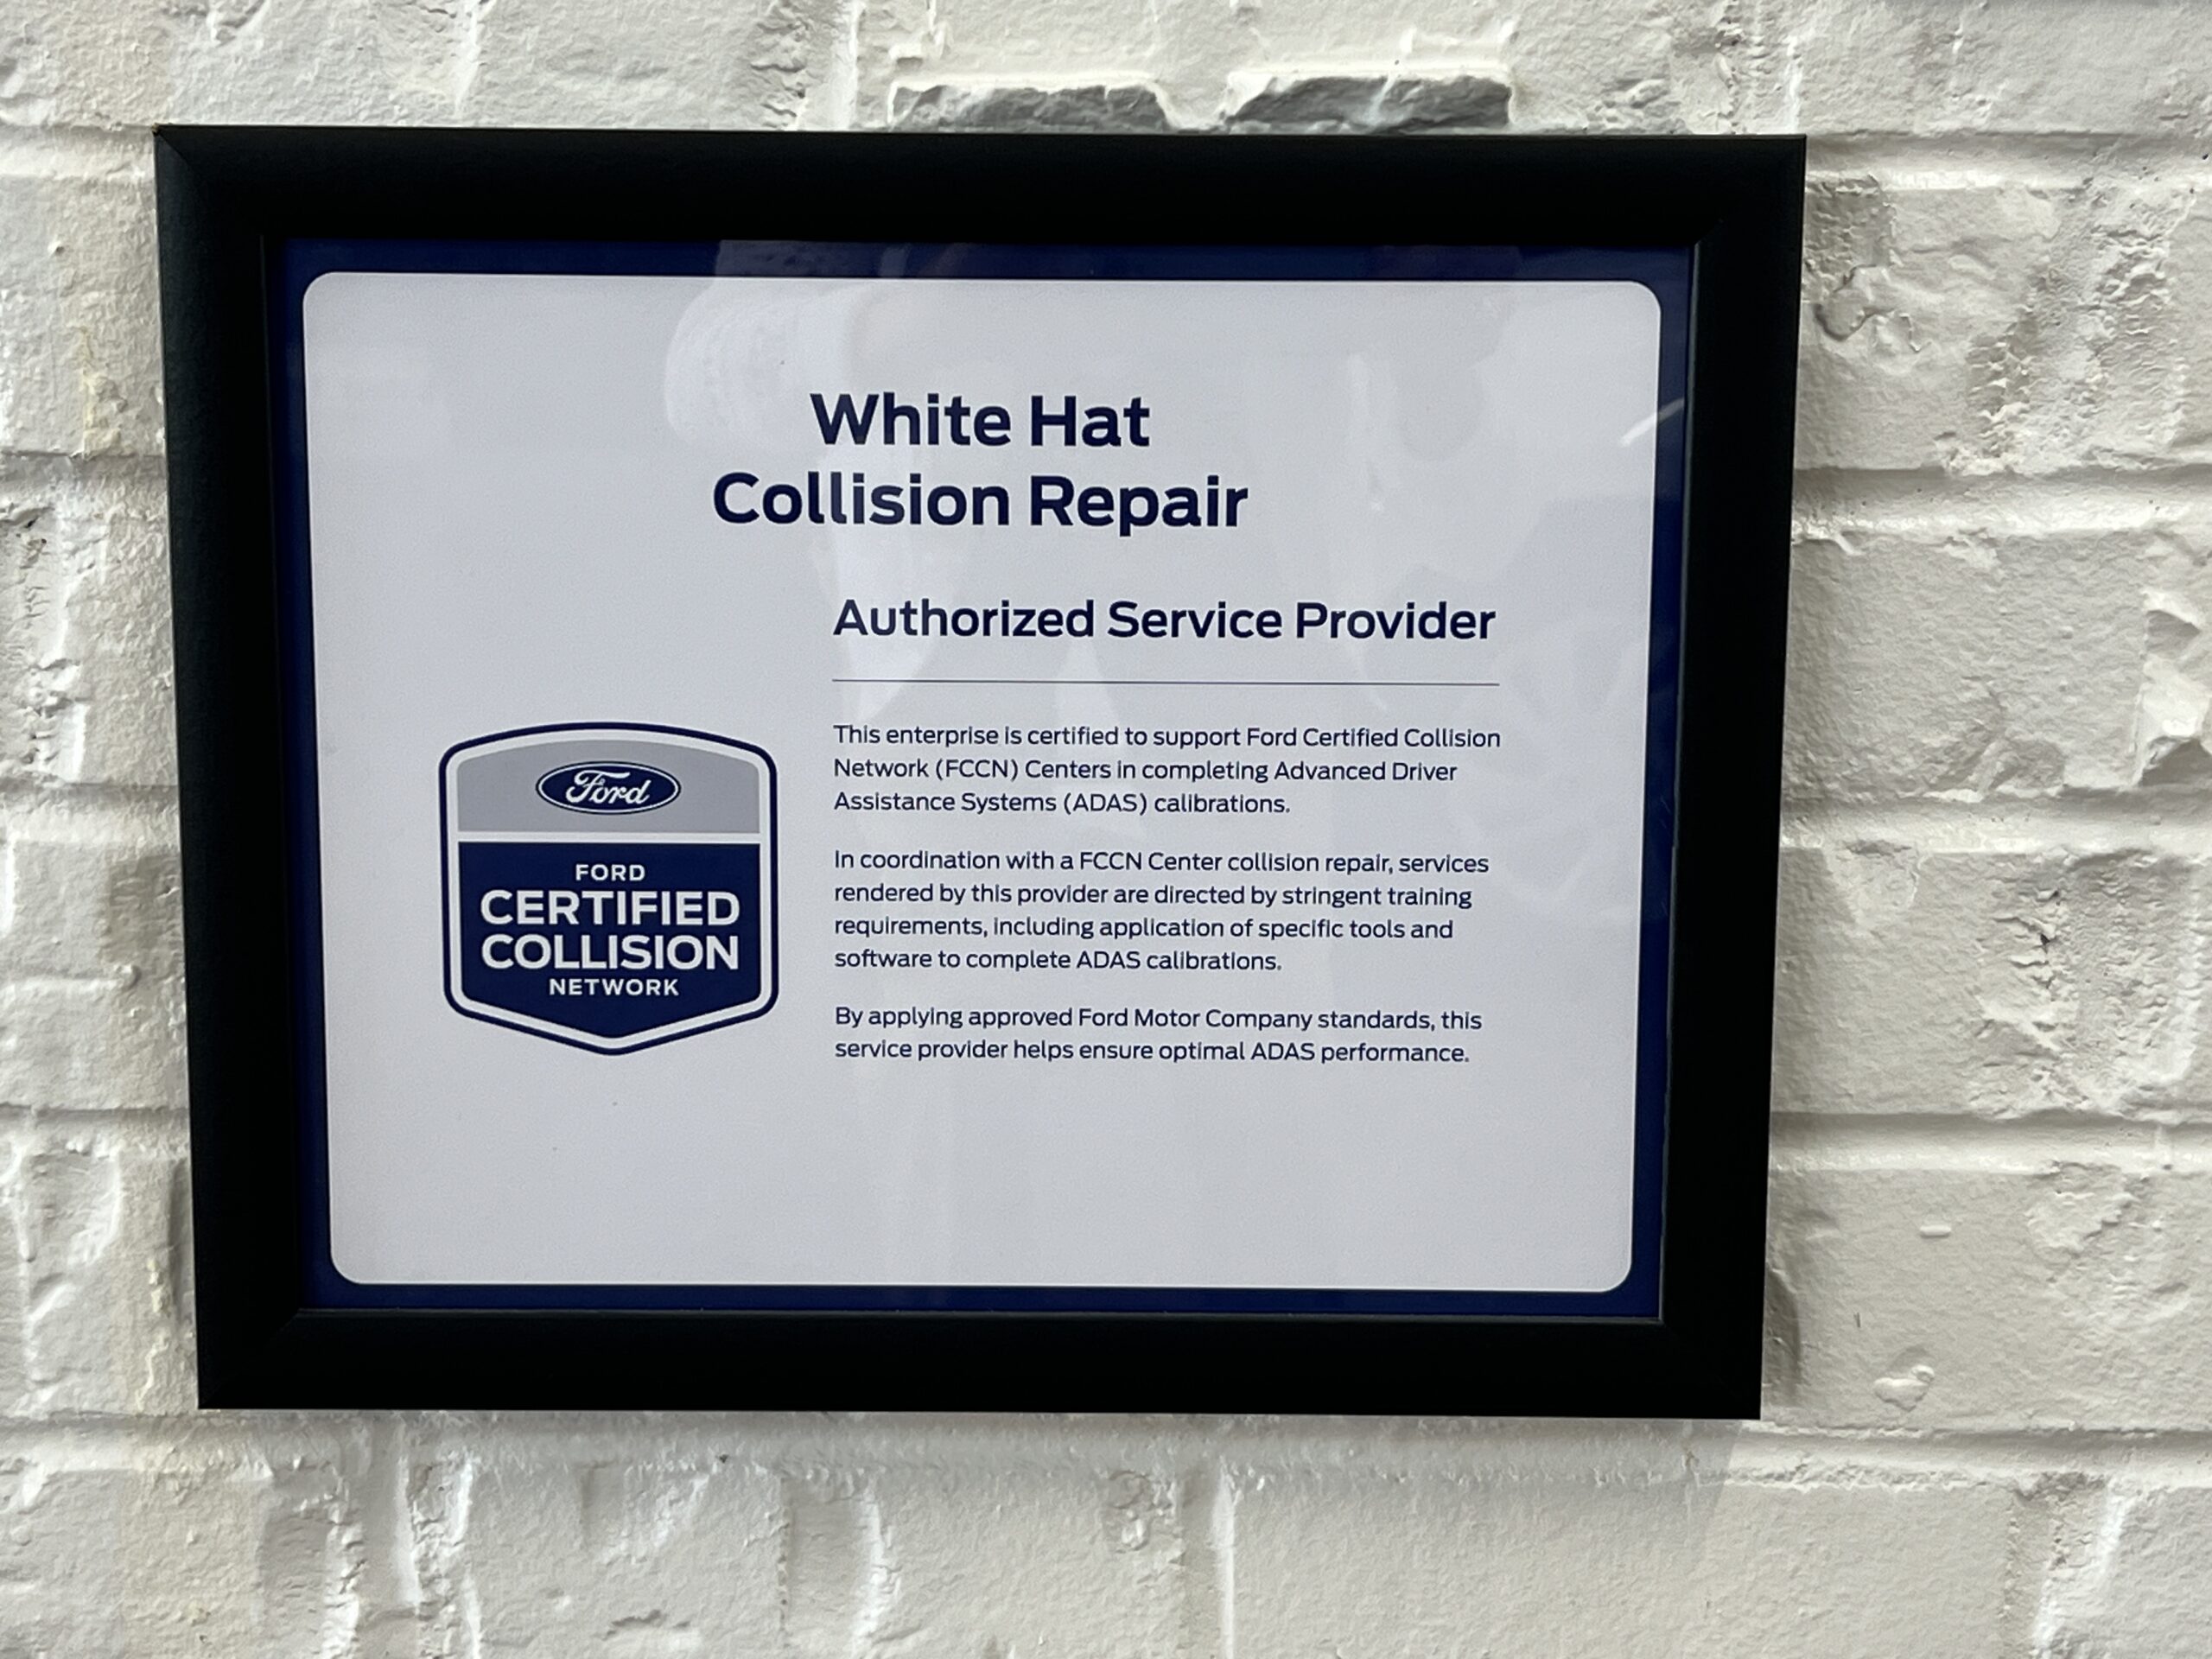 White Hat
Collision Repair
Authorized Service Provider
This enterprise is certified to support Ford Certified Collision
Network (FCCN) Centers in completing Advanced Driver
Assistance Systems (ADAS) calibrations.
In coordination with a FCCN Center collision repair, services
rendered by this provider are directed by stringent training
requirements, including application of specific tools and
software to complete ADAS calibrations.
By applying approved Ford Motor Company standards, this
service provider helps ensure optimal ADAS performance.
Ford
FORD
CERTIFIED
COLLISION
NETWORK